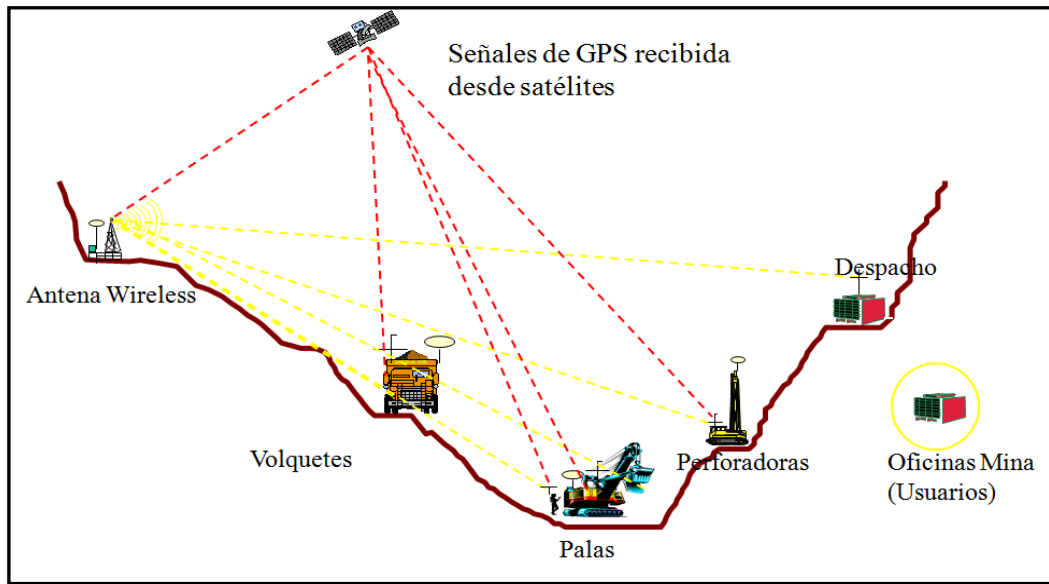 Señales de GPS recibida
desde satélites
Despacho
Antena Wireless
Volquetes
Perforadoras
Oficinas Mina
(Usuarios)
Palas